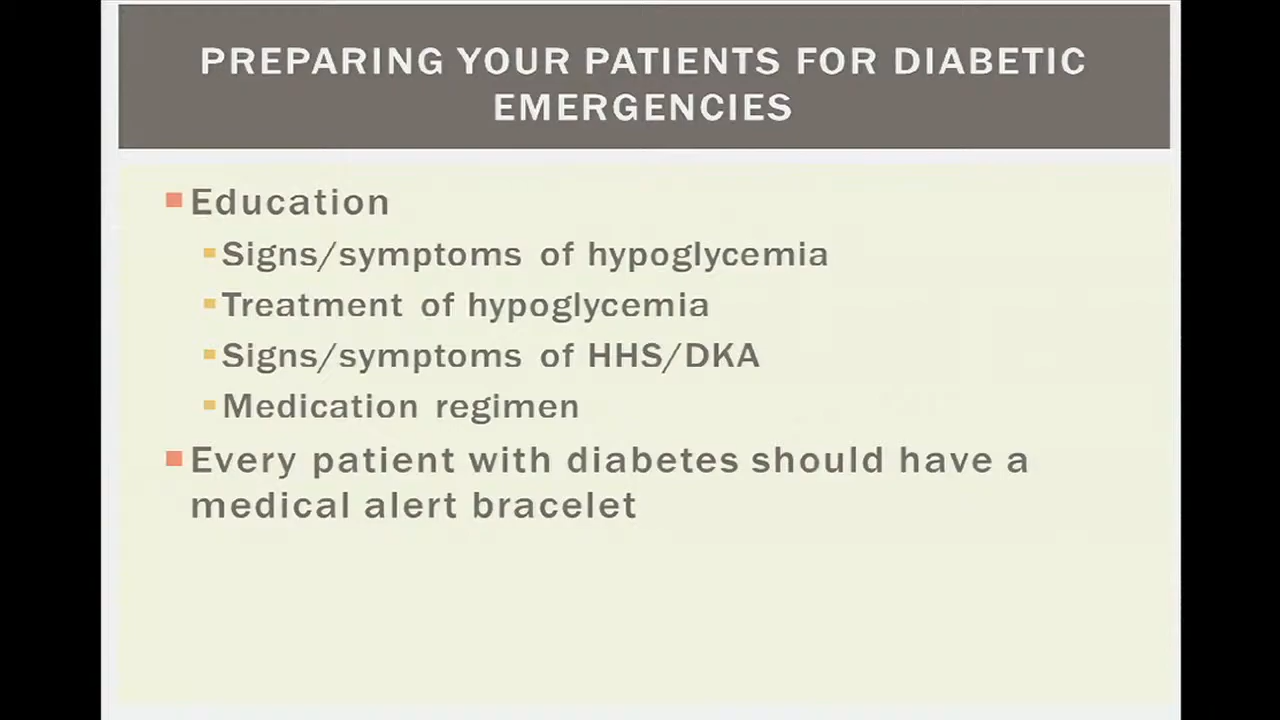 PREPARING YOUR PATIENTS FOR DIABETIC
EMERGENCIES
Education
Signs/symptoms of hypoglycemia
Treatment of hypoglycemia
Signs/symptoms of HHS/DKA
Medication regimen
Every patient with diabetes should have a
medical alert bracelet